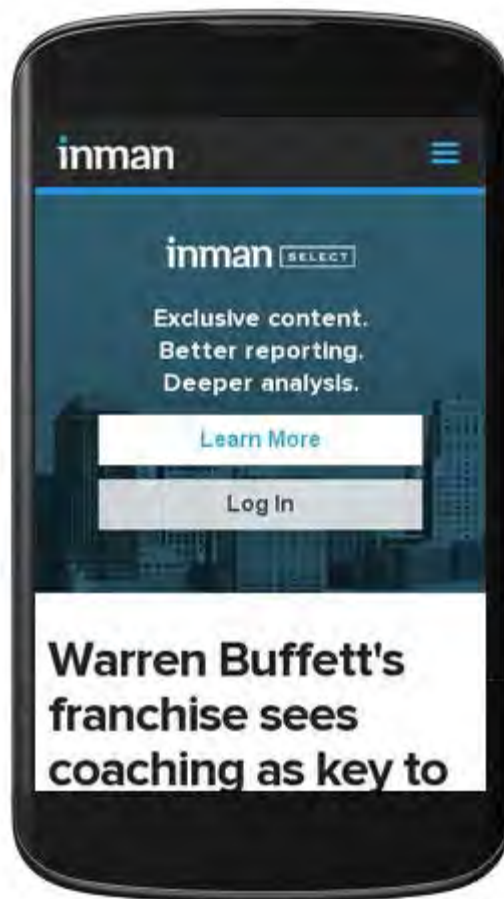 inman
inman SELECT
Exclusive content.
Better reporting.
Deeper analysis.
Learn More
Log In
Warren Buffett's
franchise sees
coaching as key to